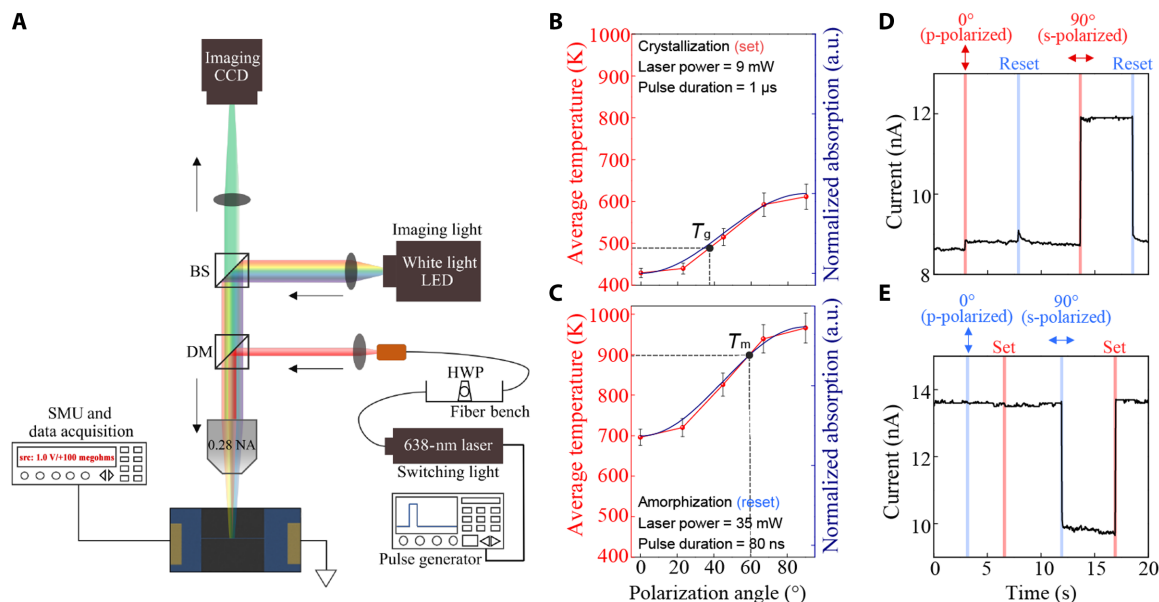 A
Imaging
CCD
Imaging light
White light
LED
BS
DM
HWP
Fiber bench
SMU and
data acquisition
src: 1.0 V/+100 megohms
0.28 NA
638-nm laser
Switching light
Pulse generator
B
Average temperature (K)
1000
900
800
700
600
500
400
Crystallization (set)
Laser power = 9 mW
Pulse duration = 1 µs
Tg
Normalized absorption (a.u.)
C
Average temperature (K)
1000
900
800
700
600
500
400
Tm
Amorphization (reset)
Laser power = 35 mW
Pulse duration = 80 ns
Normalized absorption (a.u.)
0 20 40 60 80
Polarization angle (°)
D
0°
(p-polarized)
90°
(s-polarized)
Reset
Reset
Current (nA)
12
10
8
E
0°
(p-polarized)
90°
(s-polarized)
Set
Set
Current (nA)
14
12
10
0 5 10 15 20
Time (s)